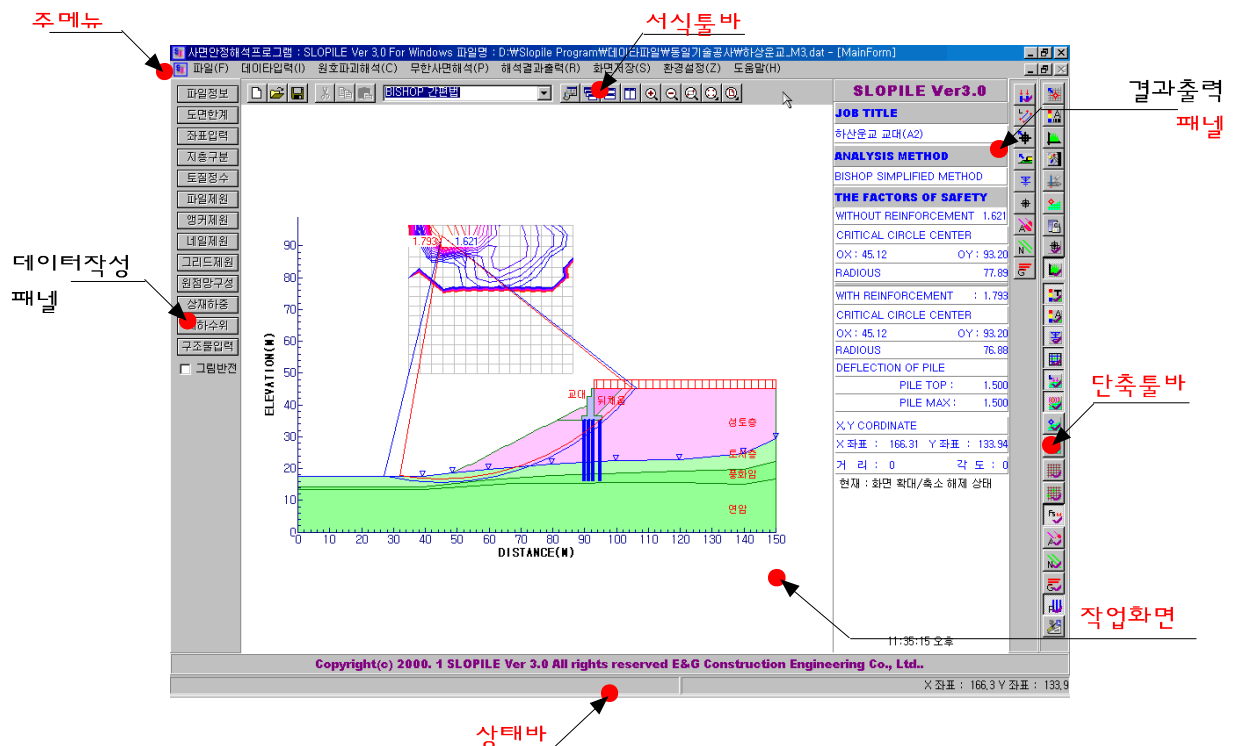 주메뉴
서식툴바
사면안정해석프로그램 : SLOPILE Ver 3,0 For Windows 파일명 : D:₩Slopile Program₩데이타파일₩동일기술공사₩하상운교_M3,dat - [MainForm]
파일(F) 데이타입력(I) 원호파괴해석(C) 무한사면해석(P) 해석결과출력(R) 화면저장(S) 환경설정(Z) 도움말(H)
BISHOP 간편법
파일정보
도면한계
좌표입력
지층구분
토질정수
파일제원
앵커제원
네일제원
그리드제원
원점망구성
상재하중
하수위
구조물입력
그림반전
데이터작성
패널
1.793
1.621
ELEVATION(M)
90
80
70
60
50
40
30
20
10
0
교대
뒤채움
성토층
토사층
풍화암
연암
0 10 20 30 40 50 60 70 80 90 100 110 120 130 140 150
DISTANCE(M)
SLOPILE Ver3.0
JOB TITLE
하산운교 교대(A2)
ANALYSIS METHOD
BISHOP SIMPLIFIED METHOD
THE FACTORS OF SAFETY
WITHOUT REINFORCEMENT 1.621
CRITICAL CIRCLE CENTER
OX : 45.12 OY : 93.20
RADIOUS 77.89
WITH REINFORCEMENT : 1.793
CRITICAL CIRCLE CENTER
OX : 45.12 OY : 93.20
RADIOUS 76.88
DEFLECTION OF PILE
PILE TOP : 1.500
PILE MAX : 1.500
X,Y CORDINATE
X 좌표 : 166.31 Y 좌표 : 133.94
거 리 : 0 각 도 : 0
현재 : 화면 확대/축소 해제 상태
11:35:15 오후
결과출력
패널
단축툴바
작업화면
Copyright(c) 2000. 1 SLOPILE Ver 3.0 All rights reserved E&G Construction Engineering Co., Ltd..
X 좌표 : 166,3 Y 좌표 : 133,9
상태바